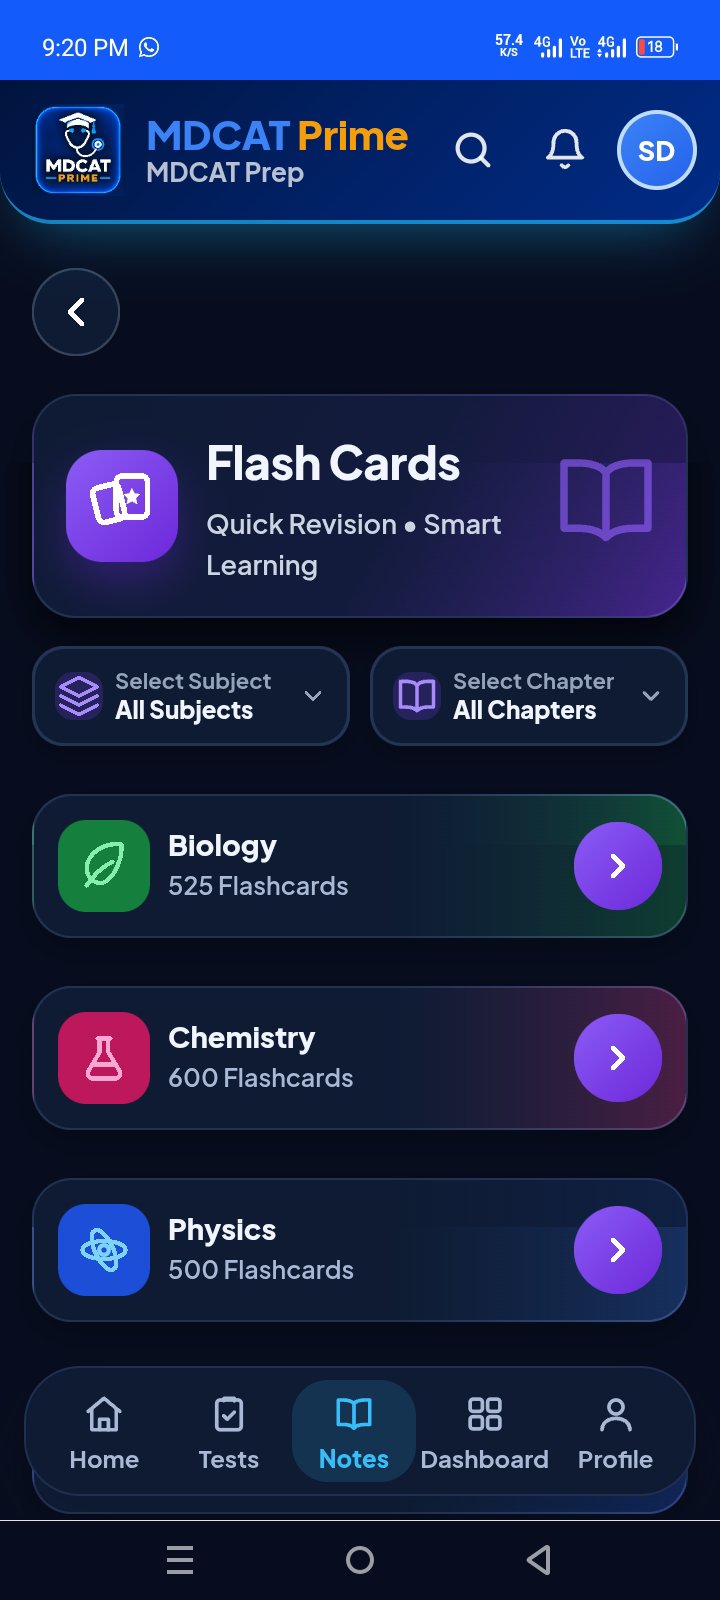 9:20 PM
57.4 K/S 4G Vo LTE 4G 18
MDCAT PRIME
MDCAT Prime
MDCAT Prep
SD
Flash Cards
Quick Revision • Smart
Learning
Select Subject
All Subjects
Select Chapter
All Chapters
Biology
525 Flashcards
Chemistry
600 Flashcards
Physics
500 Flashcards
Home
Tests
Notes
Dashboard
Profile